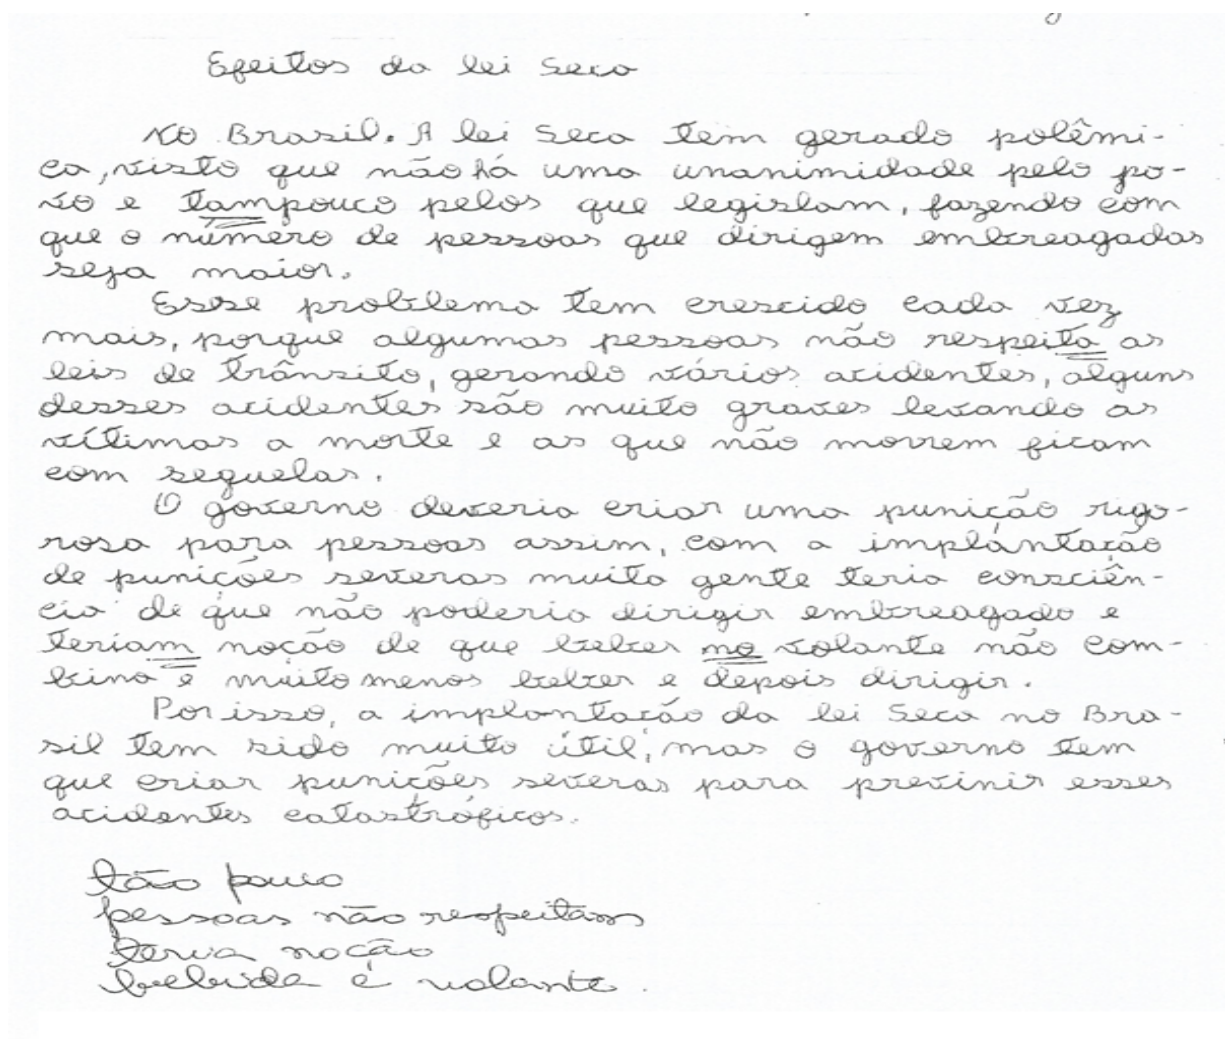 Efeitos da lei Seca
No Brasil. A lei Seca tem gerado polêmi-
ca, visto que não há uma unanimidade pelo po-
vo e tampouco pelos que legislam, fazendo com
que o número de pessoas que dirigem embreagadas
seja maior.
Esse problema tem crescido cada vez
mais, porque algumas pessoas não respeita as
leis de trânsito, gerando vários acidentes, alguns
desses acidentes são muito graves levando as
vítimas a morte e as que não morrem ficam
com sequelas.
O governo deveria criar uma punição rigo-
rosa para pessoas assim, com a implantação
de punições severas muita gente teria consciên-
cia de que não poderia dirigir embreagado e
teriam noção de que beber no volante não com-
bina e muito menos beber e depois dirigir.
Por isso, a implantação da lei Seca no Bra-
sil tem sido muito útil, mas o governo tem
que criar punições severas para previnir esses
acidentes catastróficos.
tão pouco
pessoas não respeitam
teria noção
bebida é volante.